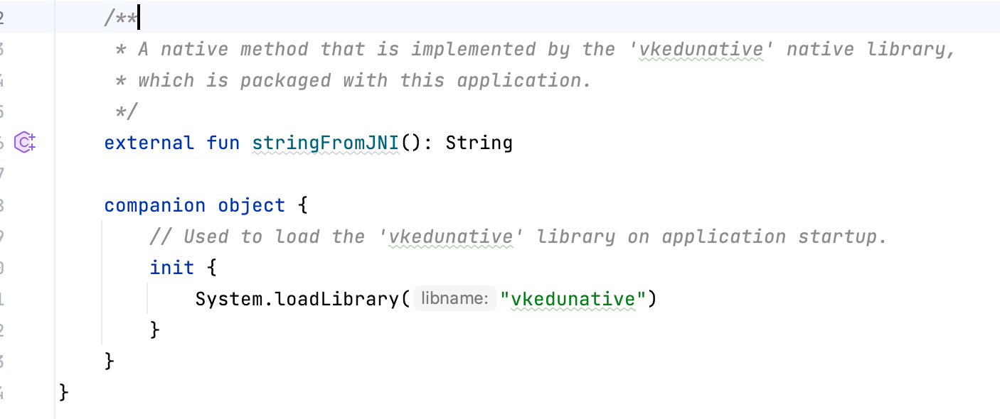 /**
* A native method that is implemented by the 'vkedunative' native library,
* which is packaged with this application.
*/
external fun stringFromJNI(): String
companion object {
// Used to load the 'vkedunative' library on application startup.
init {
System.loadLibrary( libname: "vkedunative")
}
}
}